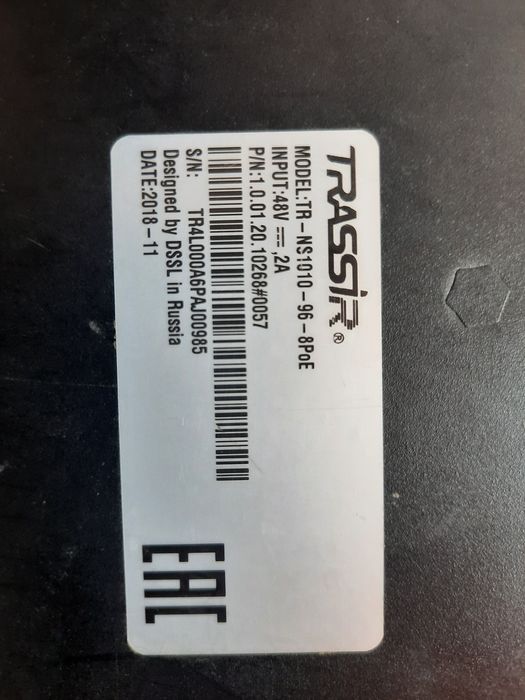 TRASSIR®
MODEL:TR-NS1010-96-8PoE
INPUT:48V ⎓ ,2A
P/N:1.0.01.20.10268#0057
S/N: TR4L000A6PAJ00985
Designed by DSSL in Russia
DATE:2018-11
EAC